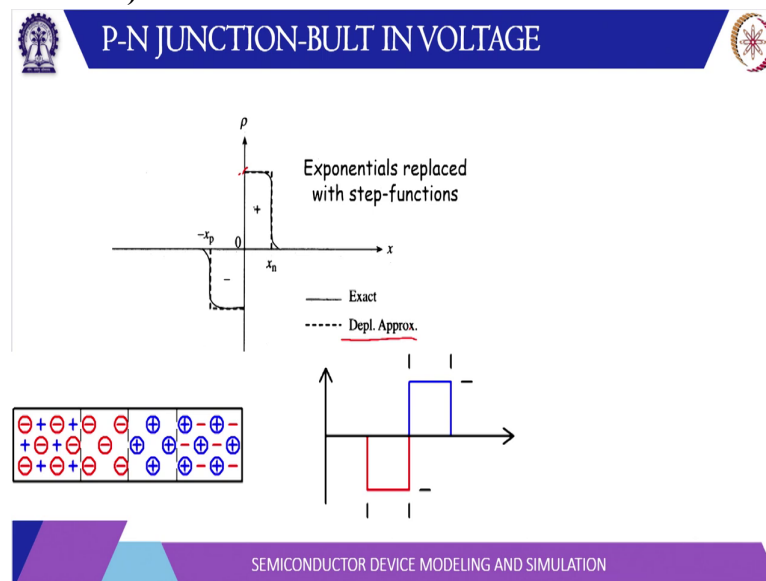 P-N JUNCTION-BULT IN VOLTAGE
ρ
Exponentials replaced
with step-functions
+
−xp
0
x
xn
−
Exact
Depl. Approx.
⊖ + ⊖ + ⊖ ⊖ ⊕ ⊕ − ⊕ −
+ ⊖ + ⊖ ⊖ ⊕ ⊕ − ⊕ − ⊕
⊖ + ⊖ + ⊖ ⊖ ⊕ ⊕ − ⊕ −
SEMICONDUCTOR DEVICE MODELING AND SIMULATION